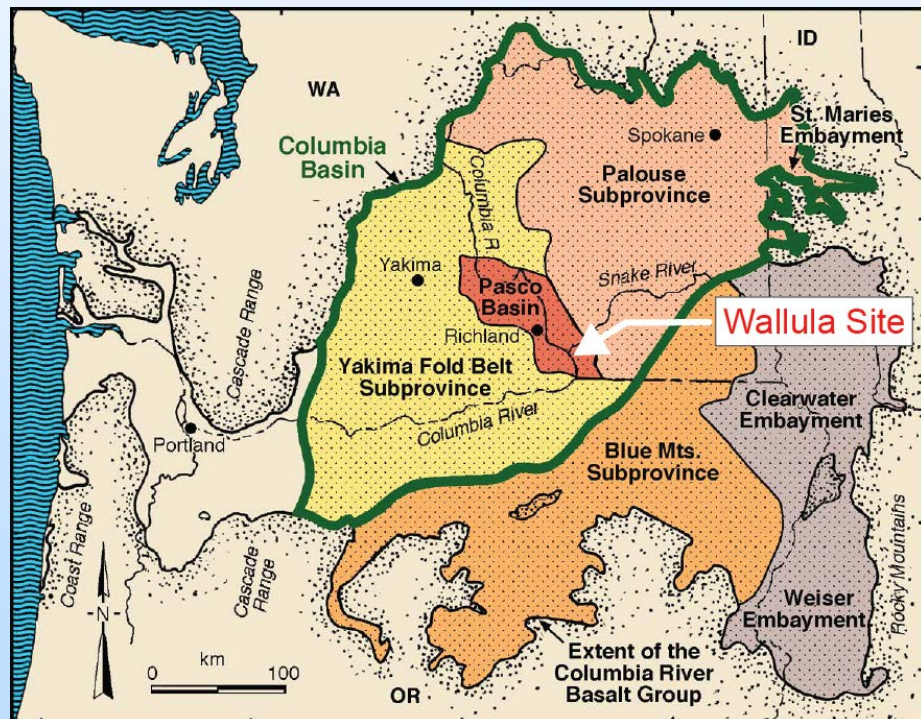 WA
ID
St. Maries
Embayment
Spokane
Columbia
Basin
Palouse
Subprovince
Columbia R.
Yakima
Snake River
Pasco
Basin
Richland
Wallula Site
Cascade Range
Yakima Fold Belt
Subprovince
Clearwater
Embayment
Columbia River
Portland
Blue Mts.
Subprovince
Coast Range
Cascade
Range
Rocky Mountains
N
Weiser
Embayment
km
0
100
Extent of the
Columbia River
Basalt Group
OR